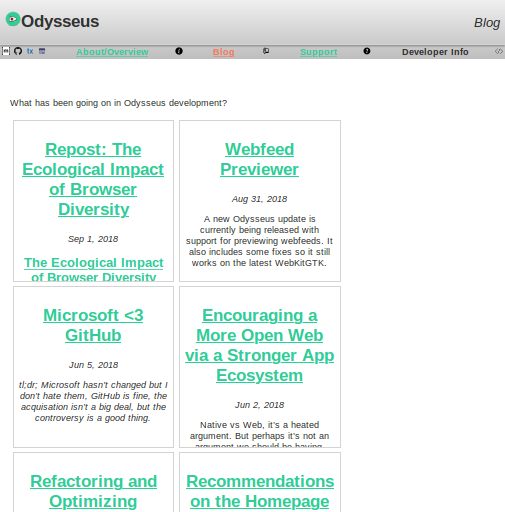 Odysseus
Blog
m tx About/Overview Blog Support Developer Info
What has been going on in Odysseus development?
Repost: The
Ecological Impact
of Browser
Diversity
Sep 1, 2018
The Ecological Impact
of Browser Diversity
Webfeed
Previewer
Aug 31, 2018
A new Odysseus update is
currently being released with
support for previewing webfeeds. It
also includes some fixes so it still
works on the latest WebKitGTK.
Microsoft <3
GitHub
Jun 5, 2018
tl;dr; Microsoft hasn't changed but I
don't hate them, GitHub is fine, the
acquisation isn't a big deal, but the
controversy is a good thing.
Encouraging a
More Open Web
via a Stronger App
Ecosystem
Jun 2, 2018
Native vs Web, it's a heated
argument. But perhaps it's not an
argument we should be having
Refactoring and
Optimizing
Recommendations
on the Homepage